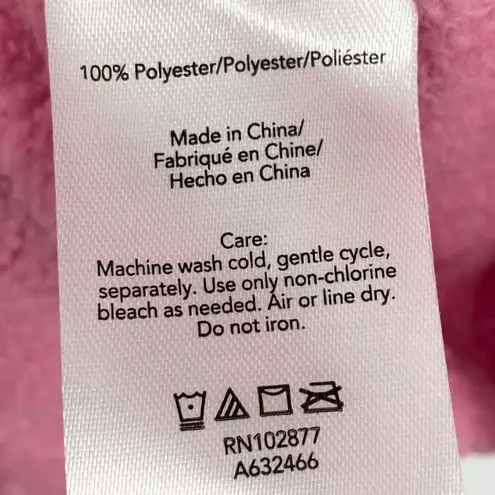 100% Polyester/Polyester/Poliéster
Made in China/
Fabriqué en Chine/
Hecho en China
Care:
Machine wash cold, gentle cycle,
separately. Use only non-chlorine
bleach as needed. Air or line dry.
Do not iron.
RN102877
A632466